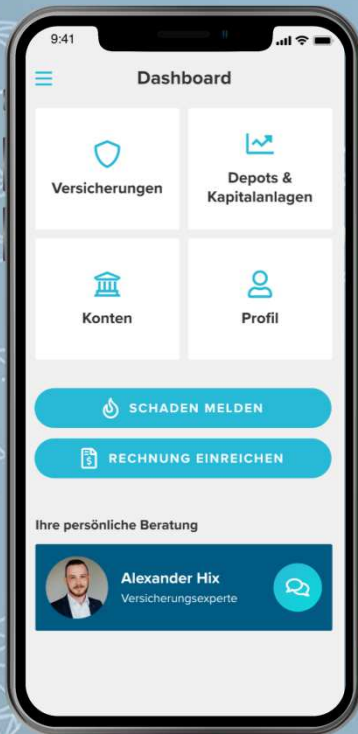 9:41
Dashboard
Versicherungen
Depots &
Kapitalanlagen
Konten
Profil
SCHADEN MELDEN
RECHNUNG EINREICHEN
Ihre persönliche Beratung
Alexander Hix
Versicherungsexperte